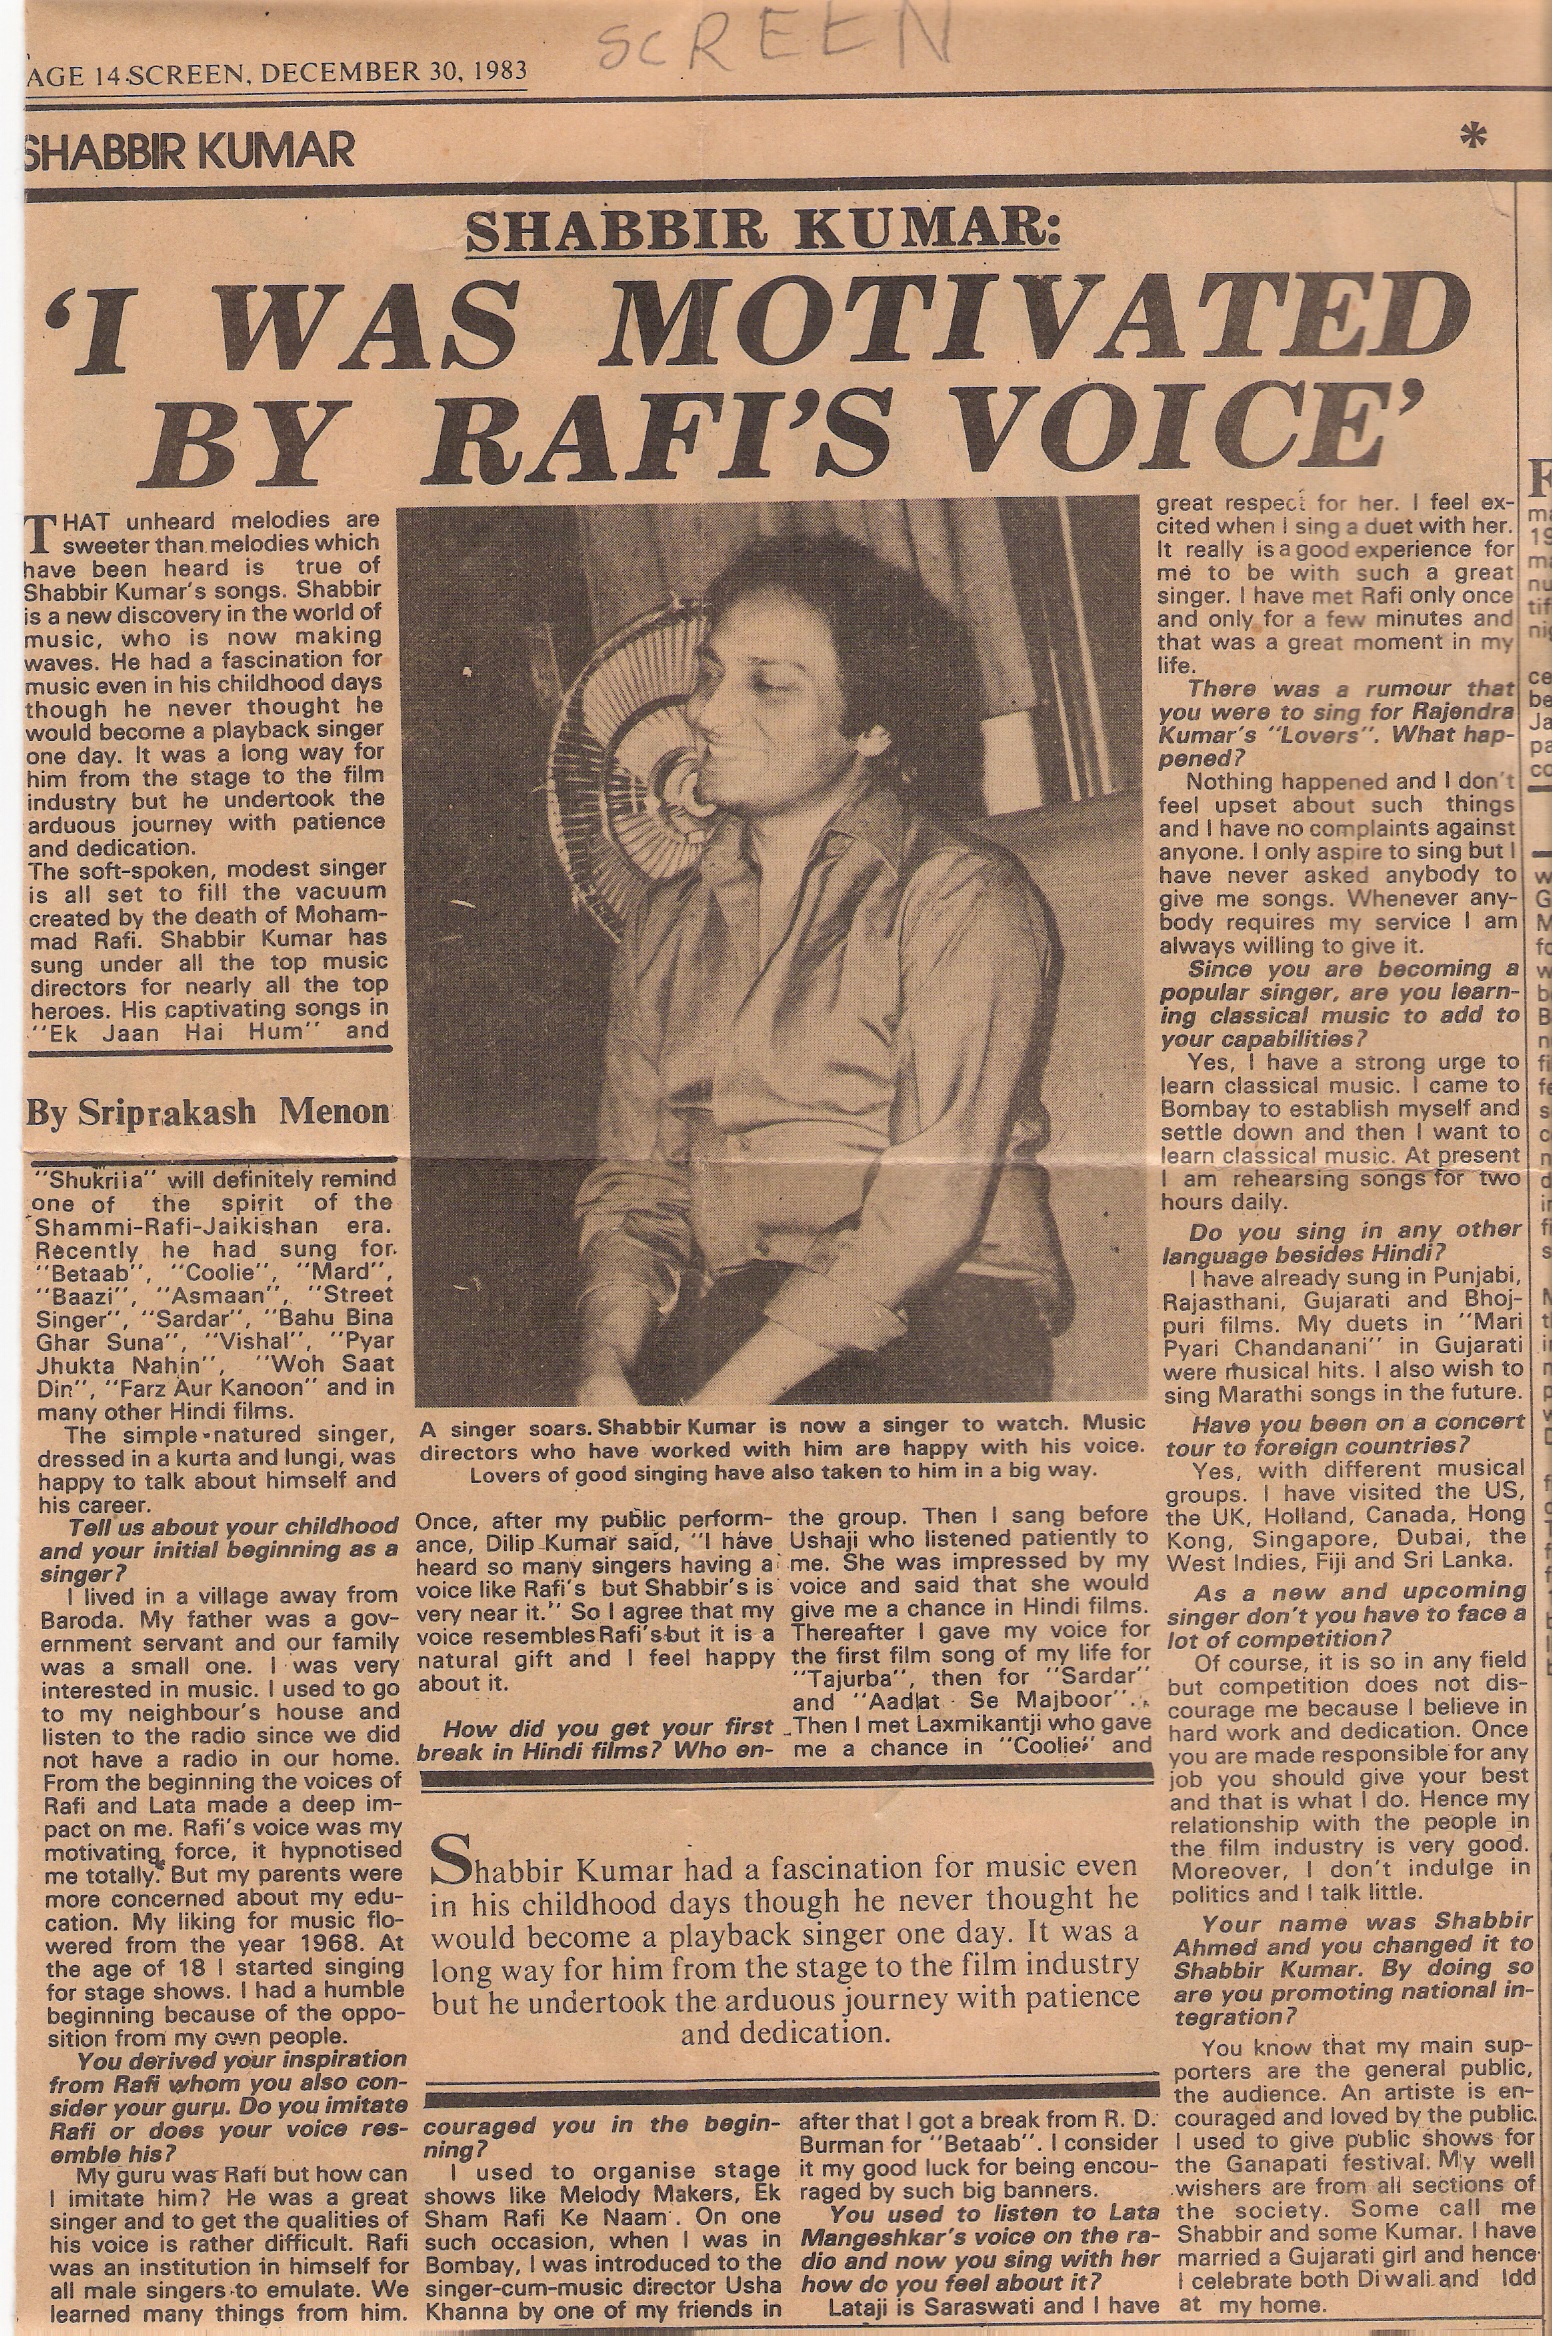 SCREEN
AGE 14 SCREEN, DECEMBER 30, 1983
SHABBIR KUMAR
*
SHABBIR KUMAR:
‘I WAS MOTIVATED
BY RAFI’S VOICE’
THAT unheard melodies are
sweeter than melodies which
have been heard is true of
Shabbir Kumar's songs. Shabbir
is a new discovery in the world of
music, who is now making
waves. He had a fascination for
music even in his childhood days
though he never thought he
would become a playback singer
one day. It was a long way for
him from the stage to the film
industry but he undertook the
arduous journey with patience
and dedication.
The soft-spoken, modest singer
is all set to fill the vacuum
created by the death of Moham-
mad Rafi. Shabbir Kumar has
sung under all the top music
directors for nearly all the top
heroes. His captivating songs in
"Ek Jaan Hai Hum" and
By Sriprakash Menon
"Shukriia" will definitely remind
one of the spirit of the
Shammi-Rafi-Jaikishan era.
Recently he had sung for
"Betaab", "Coolie", "Mard",
"Baazi", "Asmaan", "Street
Singer", "Sardar", "Bahu Bina
Ghar Suna", "Vishal", "Pyar
Jhukta Nahin", "Woh Saat
Din", "Farz Aur Kanoon" and in
many other Hindi films.
The simple-natured singer,
dressed in a kurta and lungi, was
happy to talk about himself and
his career.
Tell us about your childhood
and your initial beginning as a
singer?
I lived in a village away from
Baroda. My father was a gov-
ernment servant and our family
was a small one. I was very
interested in music. I used to go
to my neighbour's house and
listen to the radio since we did
not have a radio in our home.
From the beginning the voices of
Rafi and Lata made a deep im-
pact on me. Rafi's voice was my
motivating force, it hypnotised
me totally. But my parents were
more concerned about my edu-
cation. My liking for music flo-
wered from the year 1968. At
the age of 18 I started singing
for stage shows. I had a humble
beginning because of the oppo-
sition from my own people.
You derived your inspiration
from Rafi whom you also con-
sider your guru. Do you imitate
Rafi or does your voice res-
emble his?
My guru was Rafi but how can
I imitate him? He was a great
singer and to get the qualities of
his voice is rather difficult. Rafi
was an institution in himself for
all male singers to emulate. We
learned many things from him.
A singer soars. Shabbir Kumar is now a singer to watch. Music
directors who have worked with him are happy with his voice.
Lovers of good singing have also taken to him in a big way.
Once, after my public perform-
ance, Dilip Kumar said, "I have
heard so many singers having a
voice like Rafi's but Shabbir's is
very near it." So I agree that my
voice resembles Rafi's but it is a
natural gift and I feel happy
about it.
How did you get your first
break in Hindi films? Who en-
Shabbir Kumar had a fascination for music even
in his childhood days though he never thought he
would become a playback singer one day. It was a
long way for him from the stage to the film industry
but he undertook the arduous journey with patience
and dedication.
couraged you in the begin-
ning?
I used to organise stage
shows like Melody Makers, Ek
Sham Rafi Ke Naam'. On one
such occasion, when I was in
Bombay, I was introduced to the
singer-cum-music director Usha
Khanna by one of my friends in
the group. Then I sang before
Ushaji who listened patiently to
me. She was impressed by my
voice and said that she would
give me a chance in Hindi films.
Thereafter I gave my voice for
the first film song of my life for
"Tajurba", then for "Sardar"
and "Aadat Se Majboor".
Then I met Laxmikantji who gave
me a chance in "Coolie" and
after that I got a break from R. D.
Burman for "Betaab". I consider
it my good luck for being encou-
raged by such big banners.
You used to listen to Lata
Mangeshkar's voice on the ra-
dio and now you sing with her
how do you feel about it?
Lataji is Saraswati and I have
great respect for her. I feel ex-
cited when I sing a duet with her.
It really is a good experience for
me to be with such a great
singer. I have met Rafi only once
and only for a few minutes and
that was a great moment in my
life.
There was a rumour that
you were to sing for Rajendra
Kumar's "Lovers". What hap-
pened?
Nothing happened and I don't
feel upset about such things
and I have no complaints against
anyone. I only aspire to sing but I
have never asked anybody to
give me songs. Whenever any-
body requires my service I am
always willing to give it.
Since you are becoming a
popular singer, are you learn-
ing classical music to add to
your capabilities?
Yes, I have a strong urge to
learn classical music. I came to
Bombay to establish myself and
settle down and then I want to
learn classical music. At present
I am rehearsing songs for two
hours daily.
Do you sing in any other
language besides Hindi?
I have already sung in Punjabi,
Rajasthani, Gujarati and Bhoj-
puri films. My duets in "Mari
Pyari Chandanani" in Gujarati
were musical hits. I also wish to
sing Marathi songs in the future.
Have you been on a concert
tour to foreign countries?
Yes, with different musical
groups. I have visited the US,
the UK, Holland, Canada, Hong
Kong, Singapore, Dubai, the
West Indies, Fiji and Sri Lanka.
As a new and upcoming
singer don't you have to face a
lot of competition?
Of course, it is so in any field
but competition does not dis-
courage me because I believe in
hard work and dedication. Once
you are made responsible for any
job you should give your best
and that is what I do. Hence my
relationship with the people in
the film industry is very good.
Moreover, I don't indulge in
politics and I talk little.
Your name was Shabbir
Ahmed and you changed it to
Shabbir Kumar. By doing so
are you promoting national in-
tegration?
You know that my main sup-
porters are the general public,
the audience. An artiste is en-
couraged and loved by the public.
I used to give public shows for
the Ganapati festival. My well
wishers are from all sections of
the society. Some call me
Shabbir and some Kumar. I have
married a Gujarati girl and hence
I celebrate both Diwali and Idd
at my home.